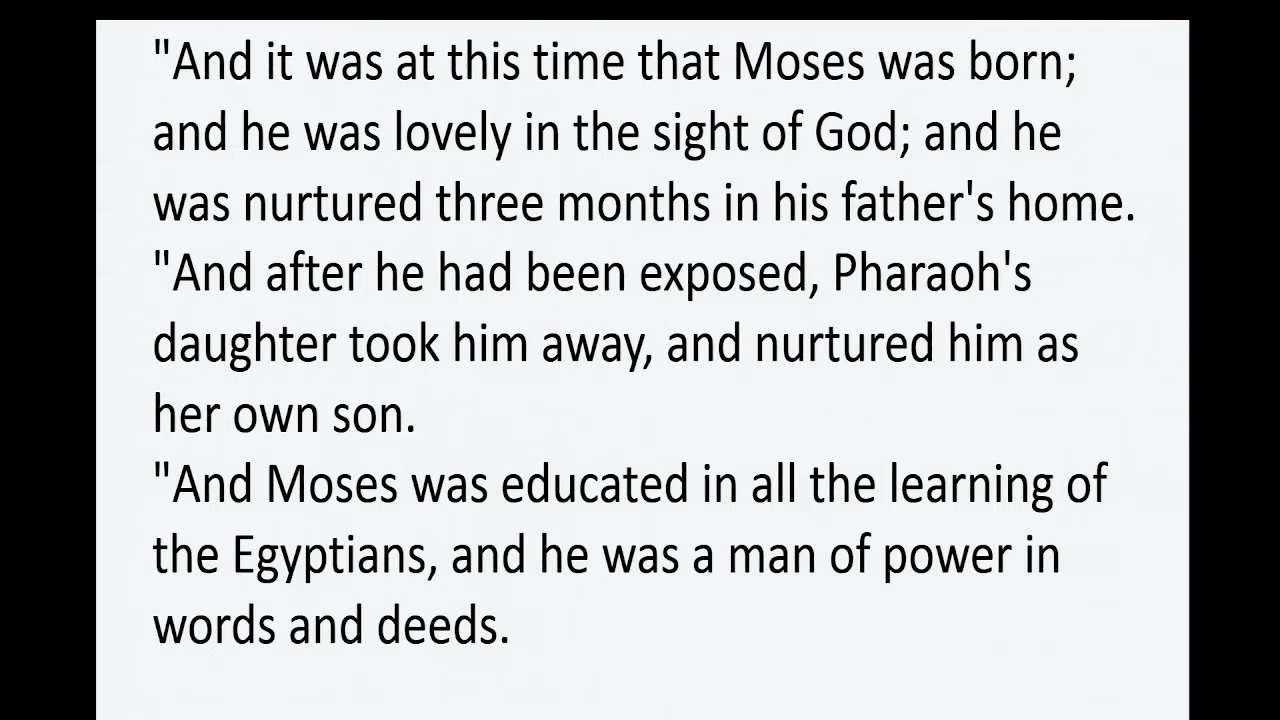 "And it was at this time that Moses was born;
and he was lovely in the sight of God; and he
was nurtured three months in his father's home.
"And after he had been exposed, Pharaoh's
daughter took him away, and nurtured him as
her own son.
"And Moses was educated in all the learning of
the Egyptians, and he was a man of power in
words and deeds.